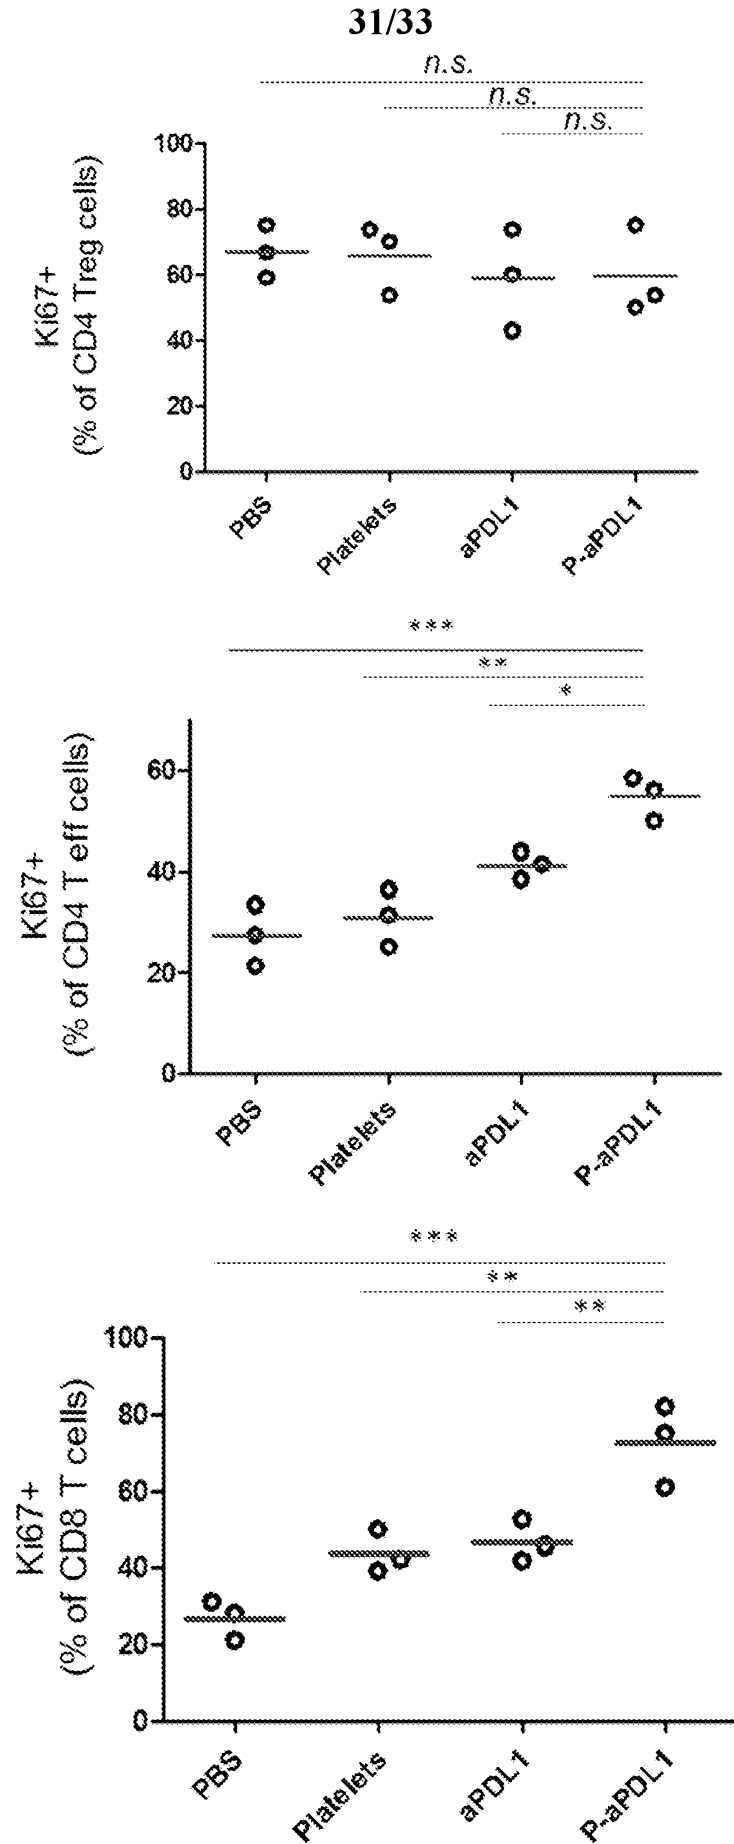 31/33
n.s.
n.s.
n.s.
Ki67+
(% of CD4 Treg cells)
100
80
60
40
20
0
PBS
Platelets
aPDL1
P-aPDL1
***
**
*
Ki67+
(% of CD4 T eff cells)
60
40
20
0
PBS
Platelets
aPDL1
P-aPDL1
***
**
**
Ki67+
(% of CD8 T cells)
100
80
60
40
20
0
PBS
Platelets
aPDL1
P-aPDL1